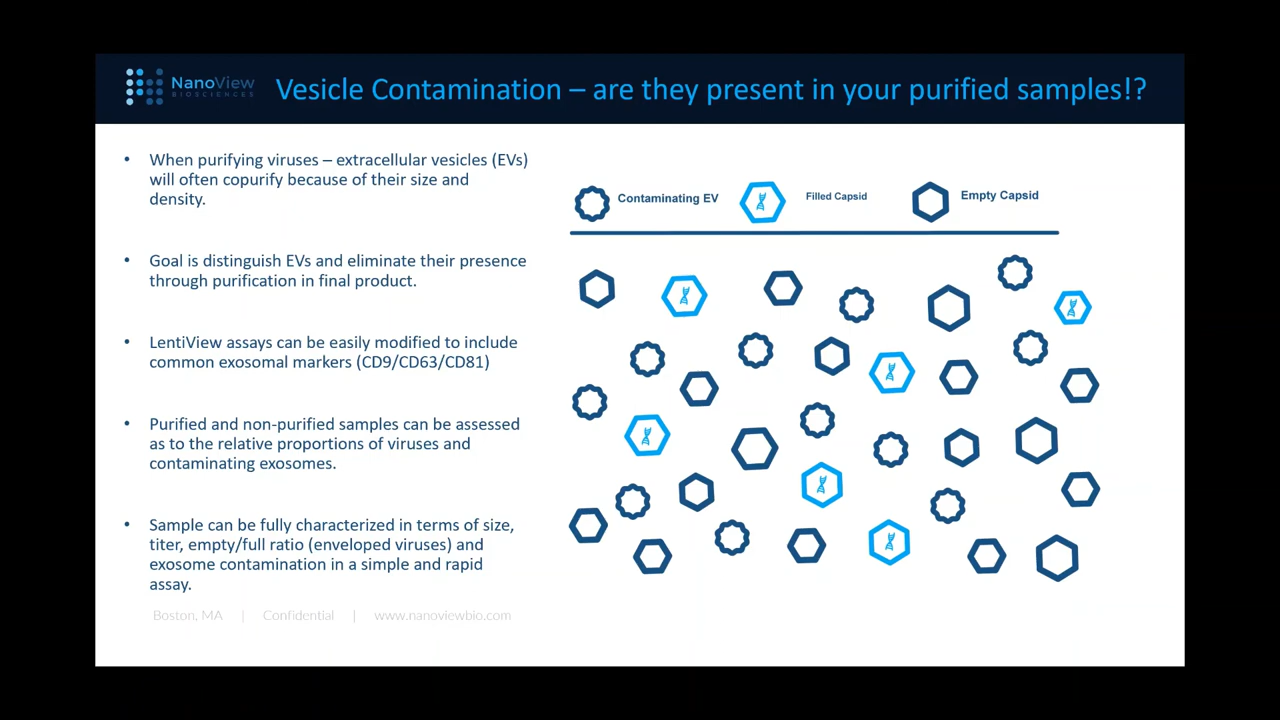 NanoView
BIOSCIENCES
Vesicle Contamination – are they present in your purified samples!?
• When purifying viruses – extracellular vesicles (EVs)
will often copurify because of their size and
density.
• Goal is distinguish EVs and eliminate their presence
through purification in final product.
• LentiView assays can be easily modified to include
common exosomal markers (CD9/CD63/CD81)
• Purified and non-purified samples can be assessed
as to the relative proportions of viruses and
contaminating exosomes.
• Sample can be fully characterized in terms of size,
titer, empty/full ratio (enveloped viruses) and
exosome contamination in a simple and rapid
assay.
Contaminating EV
Filled Capsid
Empty Capsid
Boston, MA | Confidential | www.nanoviewbio.com